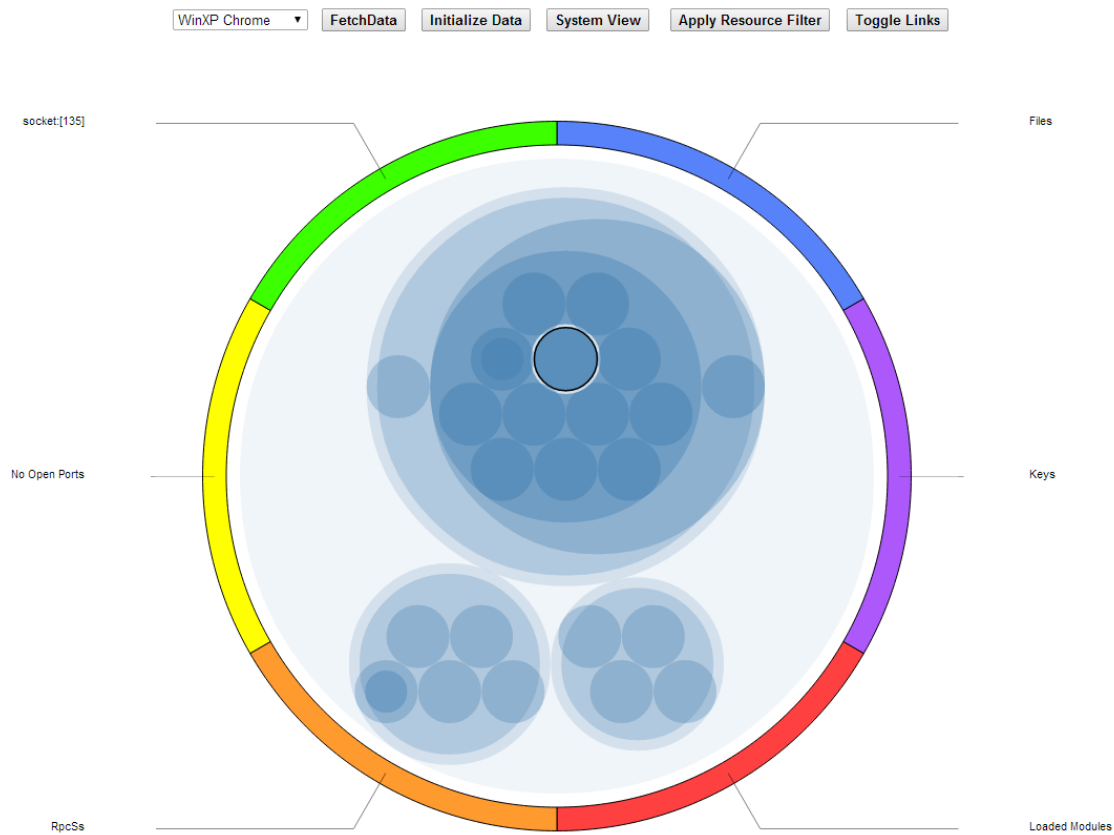 WinXP Chrome FetchData Initialize Data System View Apply Resource Filter Toggle Links
socket:[135] Files
No Open Ports Keys
RpcSs Loaded Modules